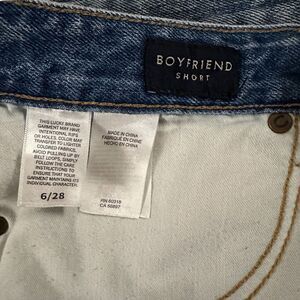 BOYFRIEND
SHORT
THIS LUCKY BRAND
GARMENT MAY HAVE
INTENTIONAL RIPS
OR HOLES. COLOR MAY
TRANSFER TO LIGHTER
COLORED FABRICS.
AVOID PULLING UP BY
BELT LOOPS, SIMPLY
FOLLOW THE CARE
INSTRUCTIONS TO
ENSURE THAT YOUR
GARMENT MAINTAINS ITS
INDIVIDUAL CHARACTER.
6/28
MADE IN CHINA
FABRIQUÉ EN CHINE
HECHO EN CHINA
RN 80318
CA 50897